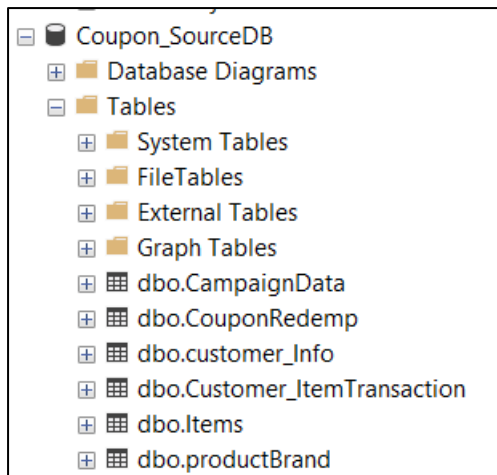 Coupon_SourceDB
Database Diagrams
Tables
System Tables
FileTables
External Tables
Graph Tables
dbo.CampaignData
dbo.CouponRedemp
dbo.customer_Info
dbo.Customer_ItemTransaction
dbo.Items
dbo.productBrand